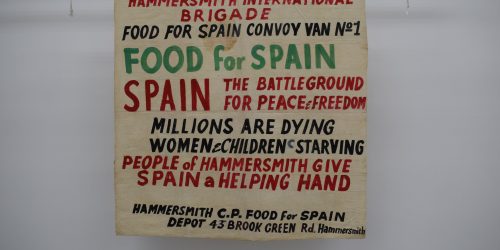 HAMMERSMITH INTERNATIONAL
BRIGADE
FOOD FOR SPAIN CONVOY VAN Nº1
FOOD for SPAIN
SPAIN THE BATTLEGROUND
FOR PEACE & FREEDOM
MILLIONS ARE DYING
WOMEN & CHILDREN STARVING
PEOPLE of HAMMERSMITH GIVE
SPAIN a HELPING HAND
HAMMERSMITH C.P. FOOD for SPAIN
DEPOT 43 BROOK GREEN Rd. Hammersmith